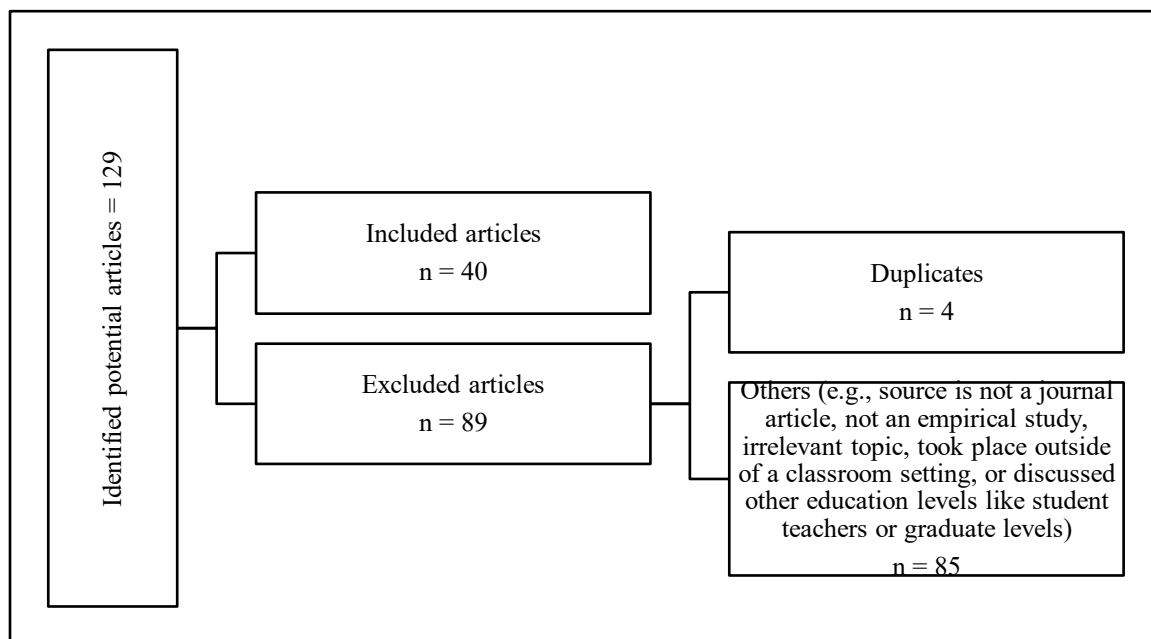 Identified potential articles = 129
Included articles
n = 40
Excluded articles
n = 89
Duplicates
n = 4
Others (e.g., source is not a journal
article, not an empirical study,
irrelevant topic, took place outside
of a classroom setting, or discussed
other education levels like student
teachers or graduate levels)
n = 85